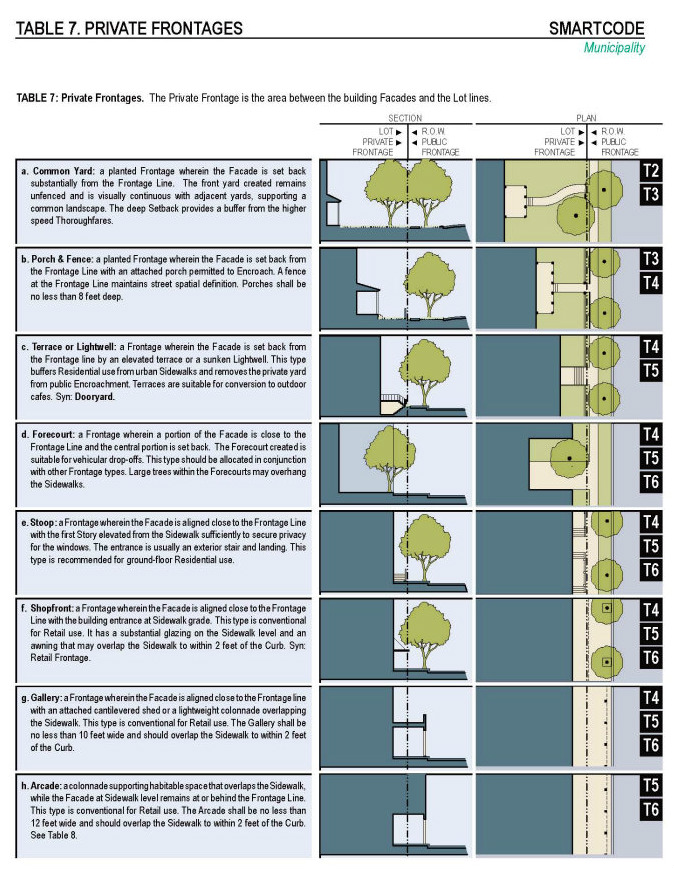 TABLE 7. PRIVATE FRONTAGES
SMARTCODE
Municipality
TABLE 7: Private Frontages. The Private Frontage is the area between the building Facades and the Lot lines.
SECTION
PLAN
LOT ► ◄ R.O.W.
PRIVATE ► ◄ PUBLIC
FRONTAGE FRONTAGE
LOT ► ◄ R.O.W.
PRIVATE ► ◄ PUBLIC
FRONTAGE FRONTAGE
a. Common Yard: a planted Frontage wherein the Facade is set back
substantially from the Frontage Line. The front yard created remains
unfenced and is visually continuous with adjacent yards, supporting a
common landscape. The deep Setback provides a buffer from the higher
speed Thoroughfares.
T2
T3
b. Porch & Fence: a planted Frontage wherein the Facade is set back from
the Frontage Line with an attached porch permitted to Encroach. A fence
at the Frontage Line maintains street spatial definition. Porches shall be
no less than 8 feet deep.
T3
T4
c. Terrace or Lightwell: a Frontage wherein the Facade is set back from
the Frontage line by an elevated terrace or a sunken Lightwell. This type
buffers Residential use from urban Sidewalks and removes the private yard
from public Encroachment. Terraces are suitable for conversion to outdoor
cafes. Syn: Dooryard.
T4
T5
d. Forecourt: a Frontage wherein a portion of the Facade is close to the
Frontage Line and the central portion is set back. The Forecourt created is
suitable for vehicular drop-offs. This type should be allocated in conjunction
with other Frontage types. Large trees within the Forecourts may overhang
the Sidewalks.
T4
T5
T6
e. Stoop: a Frontage wherein the Facade is aligned close to the Frontage Line
with the first Story elevated from the Sidewalk sufficiently to secure privacy
for the windows. The entrance is usually an exterior stair and landing. This
type is recommended for ground-floor Residential use.
T4
T5
T6
f. Shopfront: a Frontage wherein the Facade is aligned close to the Frontage
Line with the building entrance at Sidewalk grade. This type is conventional
for Retail use. It has a substantial glazing on the Sidewalk level and an
awning that may overlap the Sidewalk to within 2 feet of the Curb. Syn:
Retail Frontage.
T4
T5
T6
g. Gallery: a Frontage wherein the Facade is aligned close to the Frontage line
with an attached cantilevered shed or a lightweight colonnade overlapping
the Sidewalk. This type is conventional for Retail use. The Gallery shall be
no less than 10 feet wide and should overlap the Sidewalk to within 2 feet
of the Curb.
T4
T5
T6
h. Arcade: a colonnade supporting habitable space that overlaps the Sidewalk,
while the Facade at Sidewalk level remains at or behind the Frontage Line.
This type is conventional for Retail use. The Arcade shall be no less than
12 feet wide and should overlap the Sidewalk to within 2 feet of the Curb.
See Table 8.
T5
T6